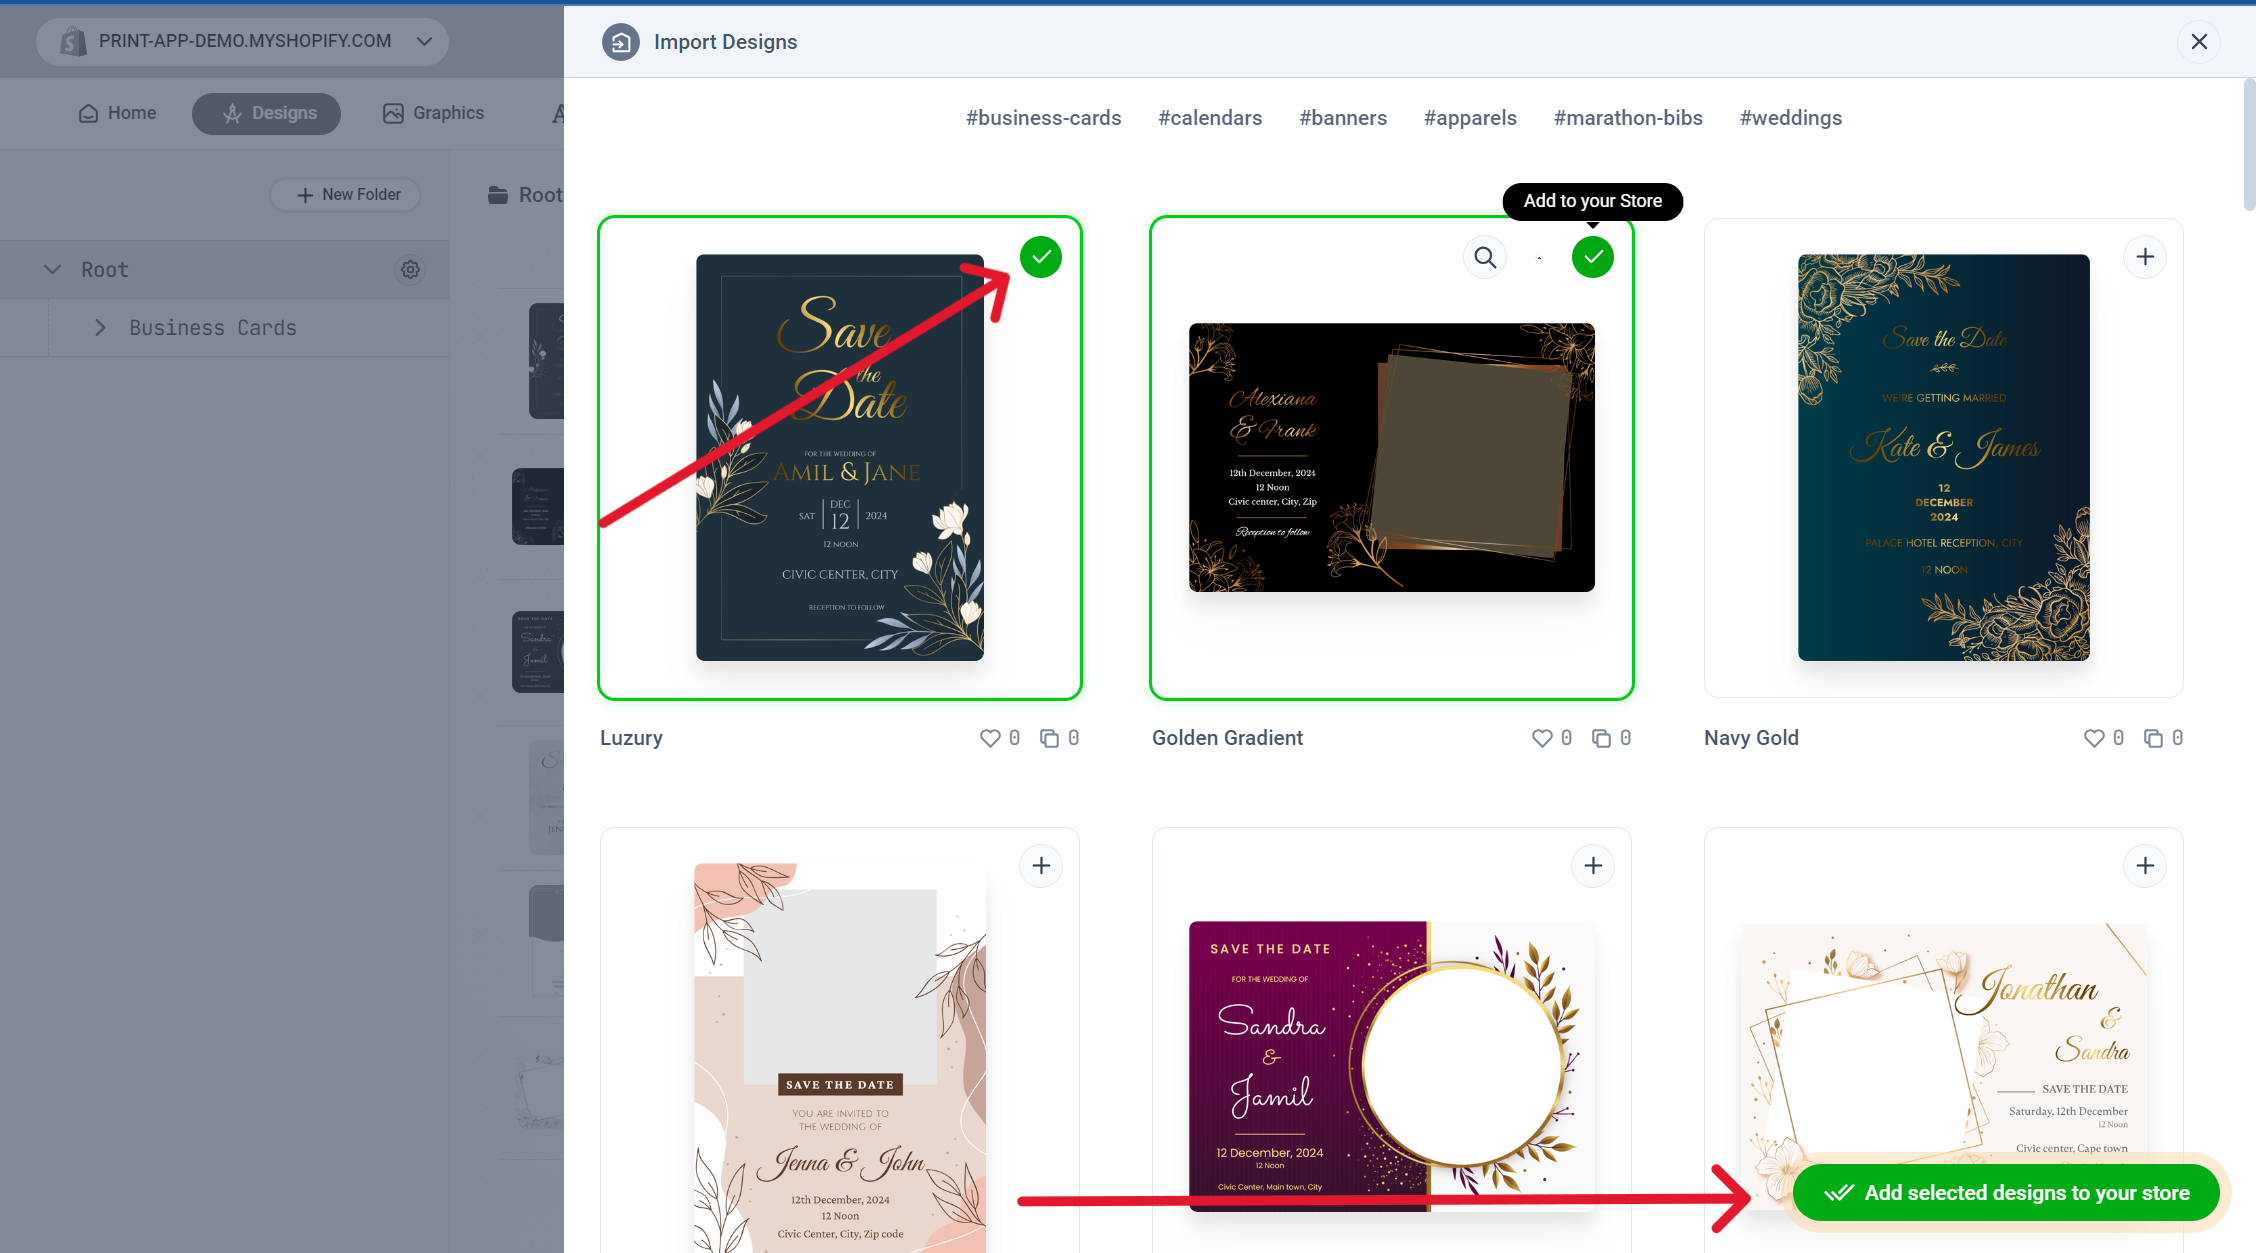 PRINT-APP-DEMO.MYSHOPIFY.COM
Import Designs
Home
Designs
Graphics
#business-cards
#calendars
#banners
#apparels
#marathon-bibs
#weddings
New Folder
Root
Root
Business Cards
Add to your Store
Save
the
Date
FOR THE WEDDING OF
AMIL & JANE
SAT
DEC
12
2024
12 NOON
CIVIC CENTER, CITY
RECEPTION TO FOLLOW
Luzury
0
0
Alexiana
& Frank
12th December, 2024
12 Noon
Civic center, City, Zip
Reception to follow
Golden Gradient
0
0
Save the Date
WE'RE GETTING MARRIED
Kate & James
12
DECEMBER
2024
PALACE HOTEL RECEPTION, CITY
12 NOON
Navy Gold
0
0
SAVE THE DATE
YOU ARE INVITED TO
THE WEDDING OF
Jenna & John
12th December, 2024
12 Noon
Civic Center, City, Zip code
SAVE THE DATE
FOR THE WEDDING OF
Sandra
&
Jamil
12 December, 2024
12 Noon
Civic Center, Main town, City
Jonathan
&
Sandra
SAVE THE DATE
Saturday, 12th December
12 Noon
Civic center, Cape town
Add selected designs to your store